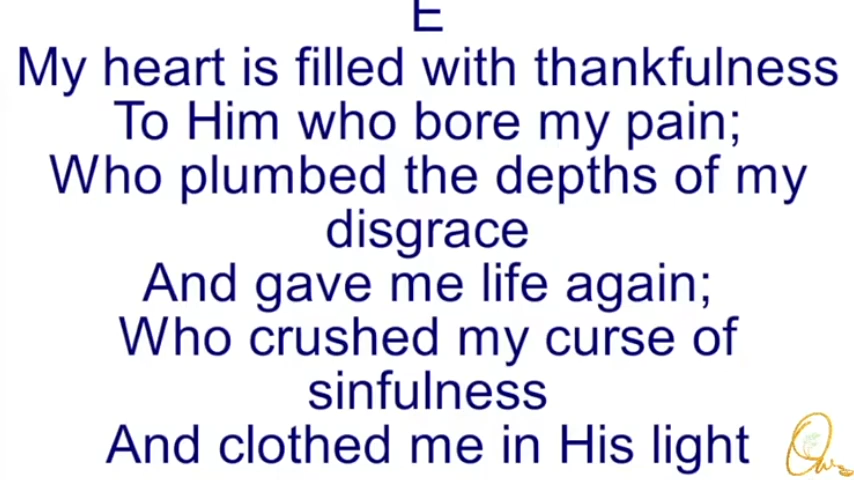 E
My heart is filled with thankfulness
To Him who bore my pain;
Who plumbed the depths of my
disgrace
And gave me life again;
Who crushed my curse of
sinfulness
And clothed me in His light